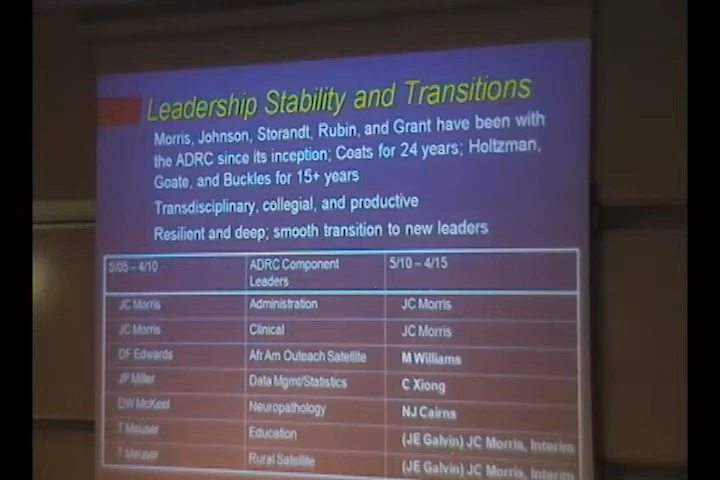 Leadership Stability and Transitions
Morris, Johnson, Storandt, Rubin, and Grant have been with
the ADRC since its inception; Coats for 24 years; Holtzman,
Goate, and Buckles for 15+ years
Transdisciplinary, collegial, and productive
Resilient and deep; smooth transition to new leaders
5/05 – 4/10 ADRC Component 5/10 – 4/15
Leaders
JC Morris Administration JC Morris
JC Morris Clinical JC Morris
DF Edwards Afr Am Outeach Satellite M Williams
JP Miller Data Mgmt/Statistics C Xiong
DW McKeel Neuropathology NJ Cairns
T Meuser Education (JE Galvin) JC Morris, Interim
T Meuser Rural Satellite (JE Galvin) JC Morris, Interim